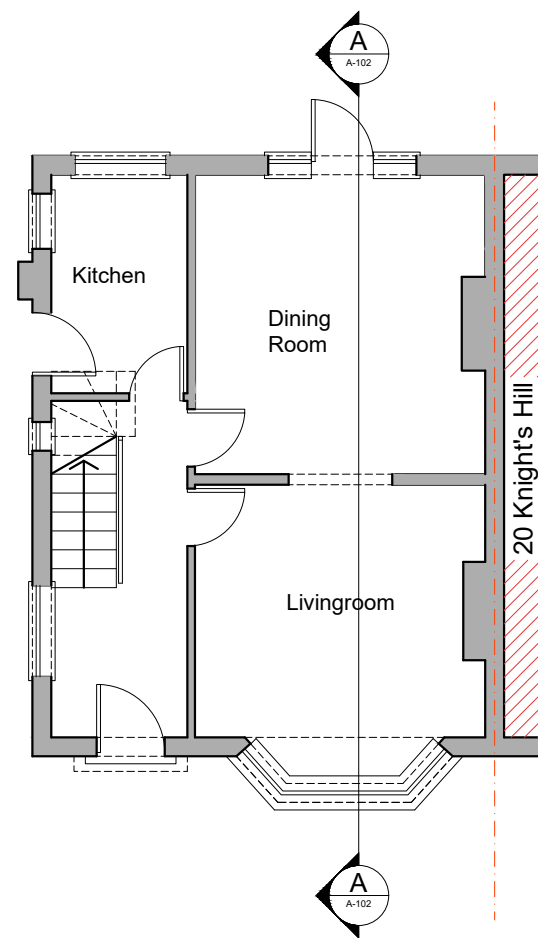 A
A-102
Kitchen
Dining
Room
20 Knight's Hill
Livingroom
A
A-102